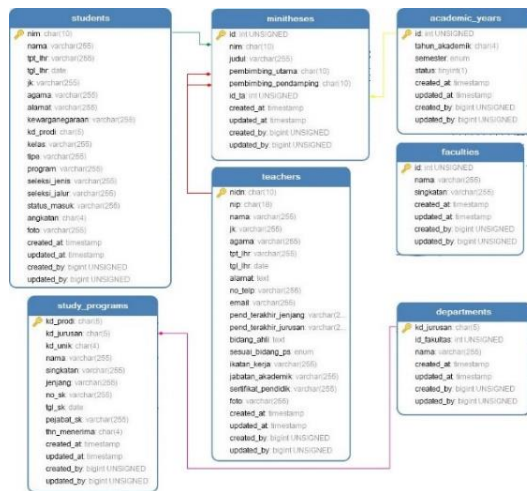 students
nim: char(10)
nama: varchar(255)
tpt_lhr: varchar(255)
tgl_lhr: date
jk: varchar(255)
agama: varchar(255)
alamat: varchar(255)
kewarganegaraan: varchar(255)
kd_prodi: char(5)
kelas: varchar(255)
tipe: varchar(255)
program: varchar(255)
seleksi_jenis: varchar(255)
seleksi_jalur: varchar(255)
status_masuk: varchar(255)
angkatan: char(4)
foto: varchar(255)
created_at: timestamp
updated_at: timestamp
created_by: bigint UNSIGNED
updated_by: bigint UNSIGNED
minitheses
id: int UNSIGNED
nim: char(10)
judul: varchar(255)
pembimbing_utama: char(10)
pembimbing_pendamping: char(10)
id_ta: int UNSIGNED
created_at: timestamp
updated_at: timestamp
created_by: bigint UNSIGNED
updated_by: bigint UNSIGNED
academic_years
id: int UNSIGNED
tahun_akademik: char(4)
semester: enum
status: tinyint(1)
created_at: timestamp
updated_at: timestamp
created_by: bigint UNSIGNED
updated_by: bigint UNSIGNED
faculties
id: int UNSIGNED
nama: varchar(255)
singkatan: varchar(255)
created_at: timestamp
updated_at: timestamp
created_by: bigint UNSIGNED
updated_by: bigint UNSIGNED
teachers
nidn: char(10)
nip: char(18)
nama: varchar(255)
jk: varchar(255)
agama: varchar(255)
tpt_lhr: varchar(255)
tgl_lhr: date
alamat: text
no_telp: varchar(255)
email: varchar(255)
pend_terakhir_jenjang: varchar(2...
pend_terakhir_jurusan: varchar(2...
bidang_ahli: text
sesuai_bidang_ps: enum
ikatan_kerja: varchar(255)
jabatan_akademik: varchar(255)
sertifikat_pendidik: varchar(255)
foto: varchar(255)
created_at: timestamp
updated_at: timestamp
created_by: bigint UNSIGNED
updated_by: bigint UNSIGNED
study_programs
kd_prodi: char(5)
kd_jurusan: char(5)
kd_unik: char(4)
nama: varchar(255)
singkatan: varchar(255)
jenjang: varchar(255)
no_sk: varchar(255)
tgl_sk: date
pejabat_sk: varchar(255)
thn_menerima: char(4)
created_at: timestamp
updated_at: timestamp
created_by: bigint UNSIGNED
updated_by: bigint UNSIGNED
departments
kd_jurusan: char(5)
id_fakultas: int UNSIGNED
nama: varchar(255)
created_at: timestamp
updated_at: timestamp
created_by: bigint UNSIGNED
updated_by: bigint UNSIGNED